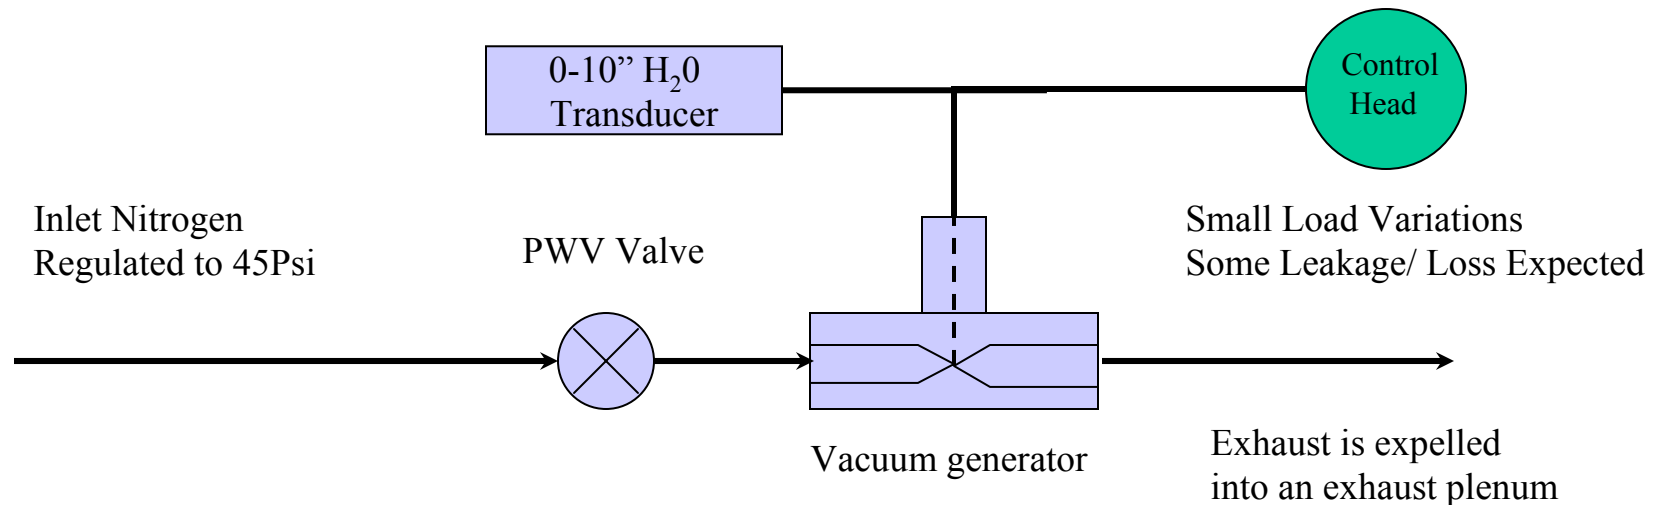 0-10” H₂0
Transducer
Control
Head
Inlet Nitrogen
Regulated to 45Psi
PWV Valve
Small Load Variations
Some Leakage/ Loss Expected
Vacuum generator
Exhaust is expelled
into an exhaust plenum